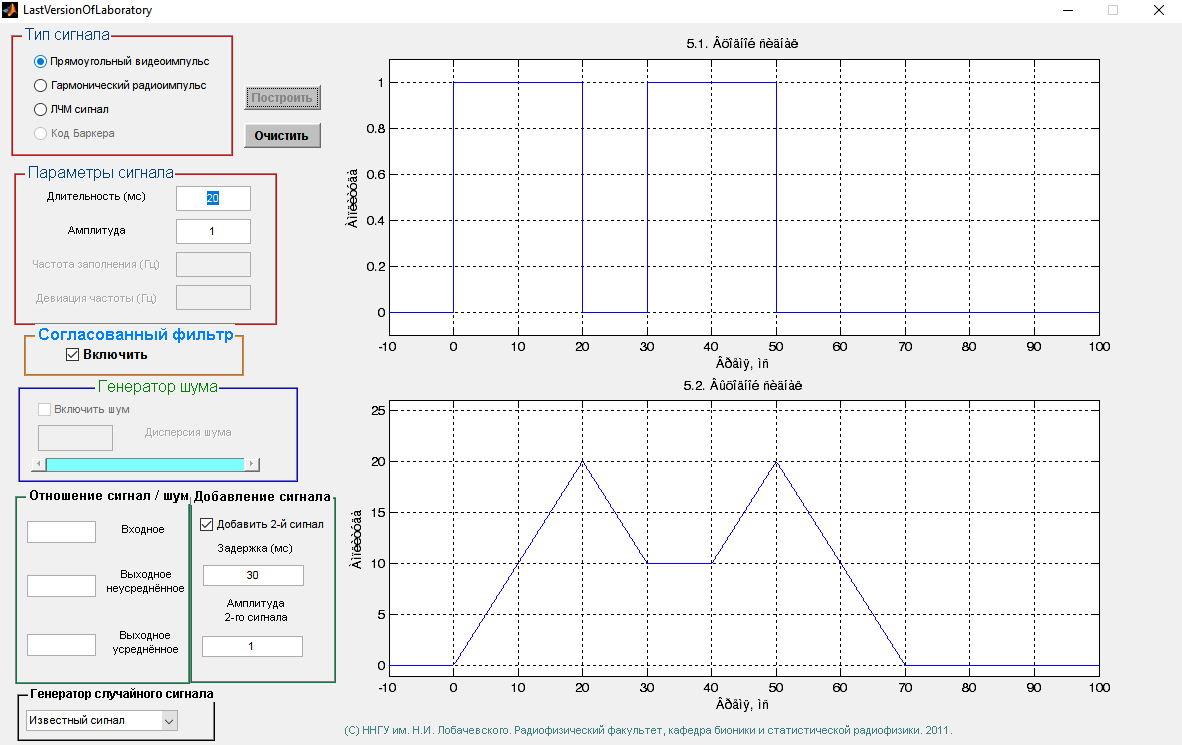 LastVersionOfLaboratory
Тип сигнала
Прямоугольный видеоимпульс
Гармонический радиоимпульс
ЛЧМ сигнал
Код Баркера
Построить
Очистить
Параметры сигнала
Длительность (мс)
20
Амплитуда
1
Частота заполнения (Гц)
Девиация частоты (Гц)
Согласованный фильтр
Включить
Генератор шума
Включить шум
Дисперсия шума
Отношение сигнал / шум
Входное
Выходное
неусреднённое
Выходное
усреднённое
Добавление сигнала
Добавить 2-й сигнал
Задержка (мс)
30
Амплитуда
2-го сигнала
1
Генератор случайного сигнала
Известный сигнал
5.1. Âõîäíîé ñèãíàë
Àìïëèòóäà
1
0.8
0.6
0.4
0.2
0
-10 0 10 20 30 40 50 60 70 80 90 100
Âðåìÿ, ìñ
5.2. Âûõîäíîé ñèãíàë
Àìïëèòóäà
25
20
15
10
5
0
-10 0 10 20 30 40 50 60 70 80 90 100
Âðåìÿ, ìñ
(С) ННГУ им. Н.И. Лобачевского. Радиофизический факультет, кафедра бионики и статистической радиофизики. 2011.